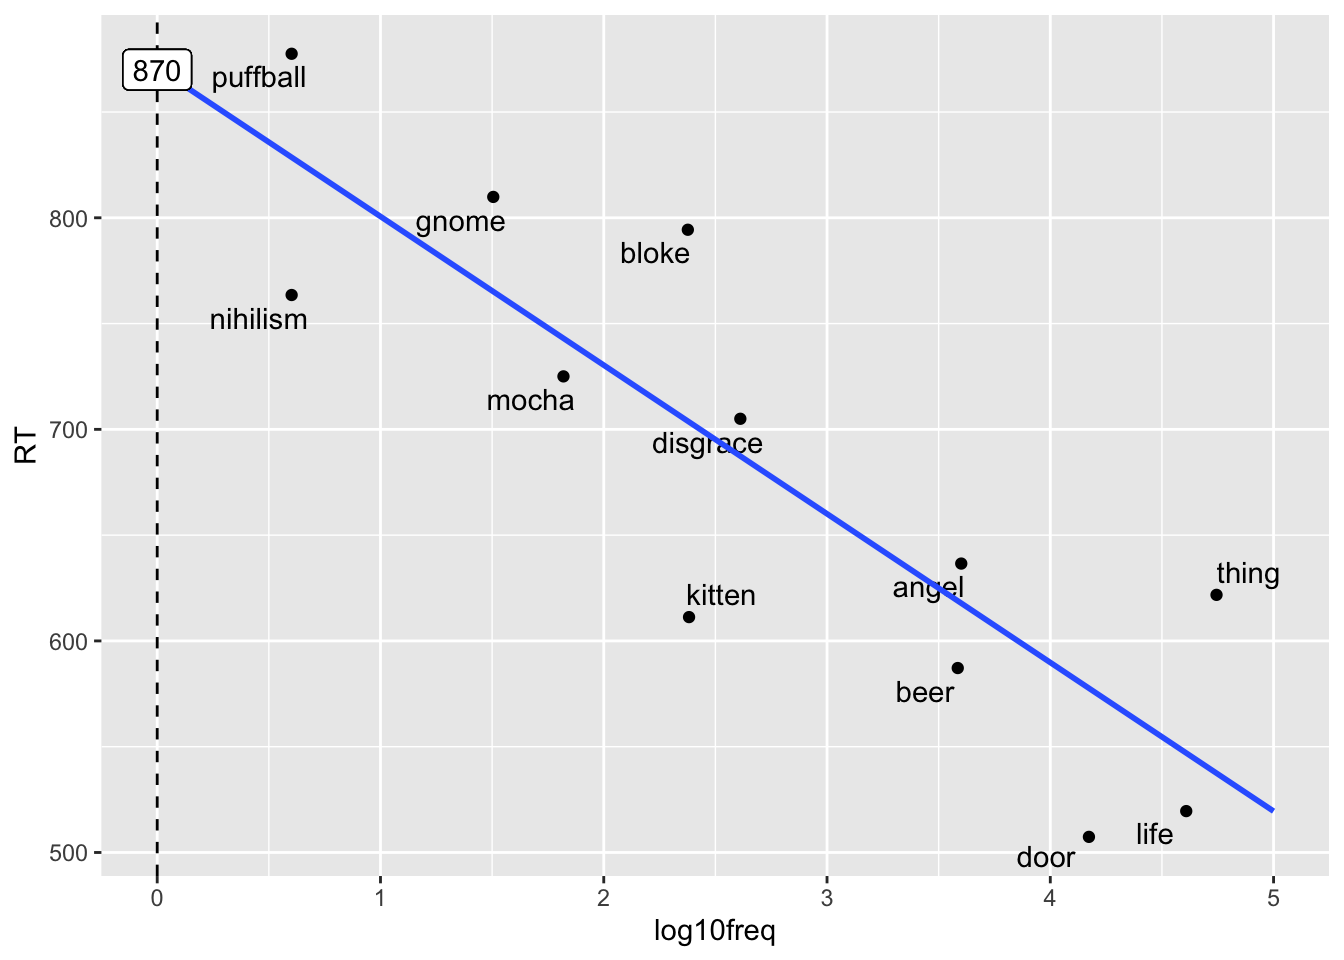 870
puffball
800
gnome
bloke
nihilism
mocha
700
disgrace
RT
thing
angel
kitten
600
beer
life
500
door
0 1 2 3 4 5
log10freq